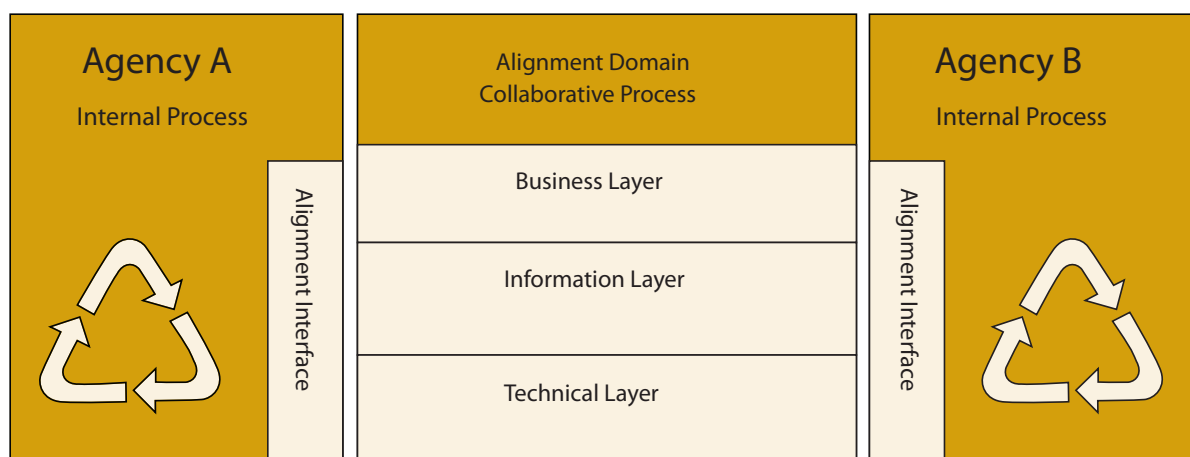 Agency A
Internal Process
Alignment Interface
Alignment Domain
Collaborative Process
Business Layer
Information Layer
Technical Layer
Agency B
Internal Process
Alignment Interface